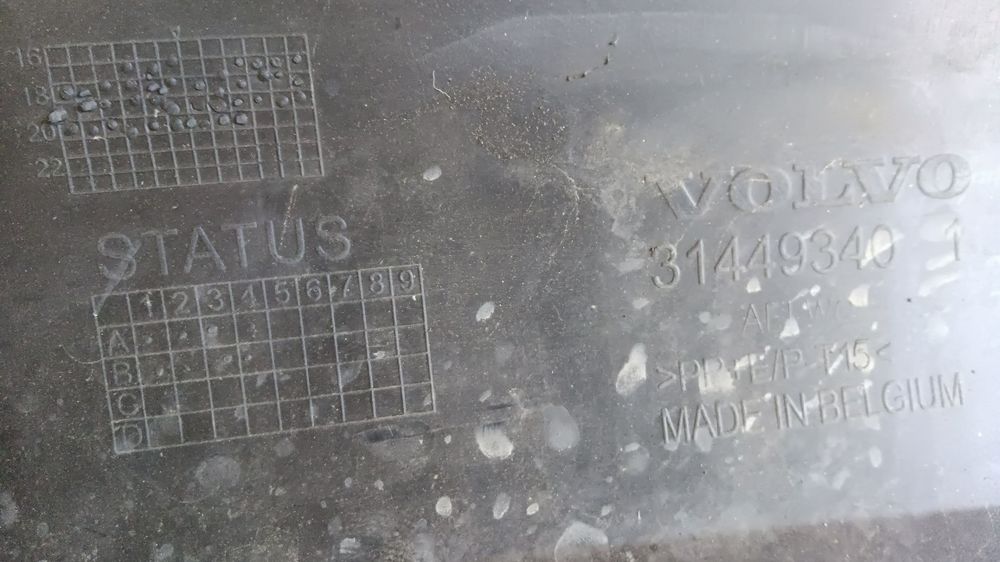 16
18
20
22
STATUS
1 2 3 4 5 6 7 8 9
A
B
C
D
VOLVO
31449340 1
>PP+E/P-T15<
MADE IN BELGIUM